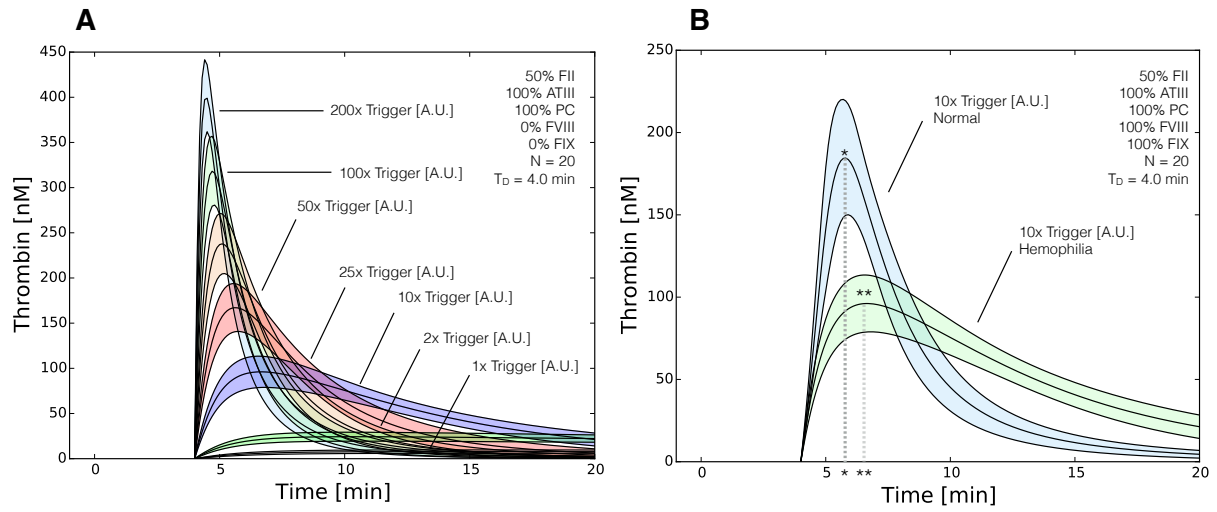 A
450
400
350
300
250
200
150
100
50
0
Thrombin [nM]
0
5
10
15
20
Time [min]
200x Trigger [A.U.]
100x Trigger [A.U.]
50x Trigger [A.U.]
25x Trigger [A.U.]
10x Trigger [A.U.]
2x Trigger [A.U.]
1x Trigger [A.U.]
50% FII
100% ATIII
100% PC
0% FVIII
0% FIX
N = 20
TD = 4.0 min
B
250
200
150
100
50
0
Thrombin [nM]
0
5
10
15
20
* **
Time [min]
10x Trigger [A.U.]
Normal
*
**
10x Trigger [A.U.]
Hemophilia
50% FII
100% ATIII
100% PC
100% FVIII
100% FIX
N = 20
TD = 4.0 min